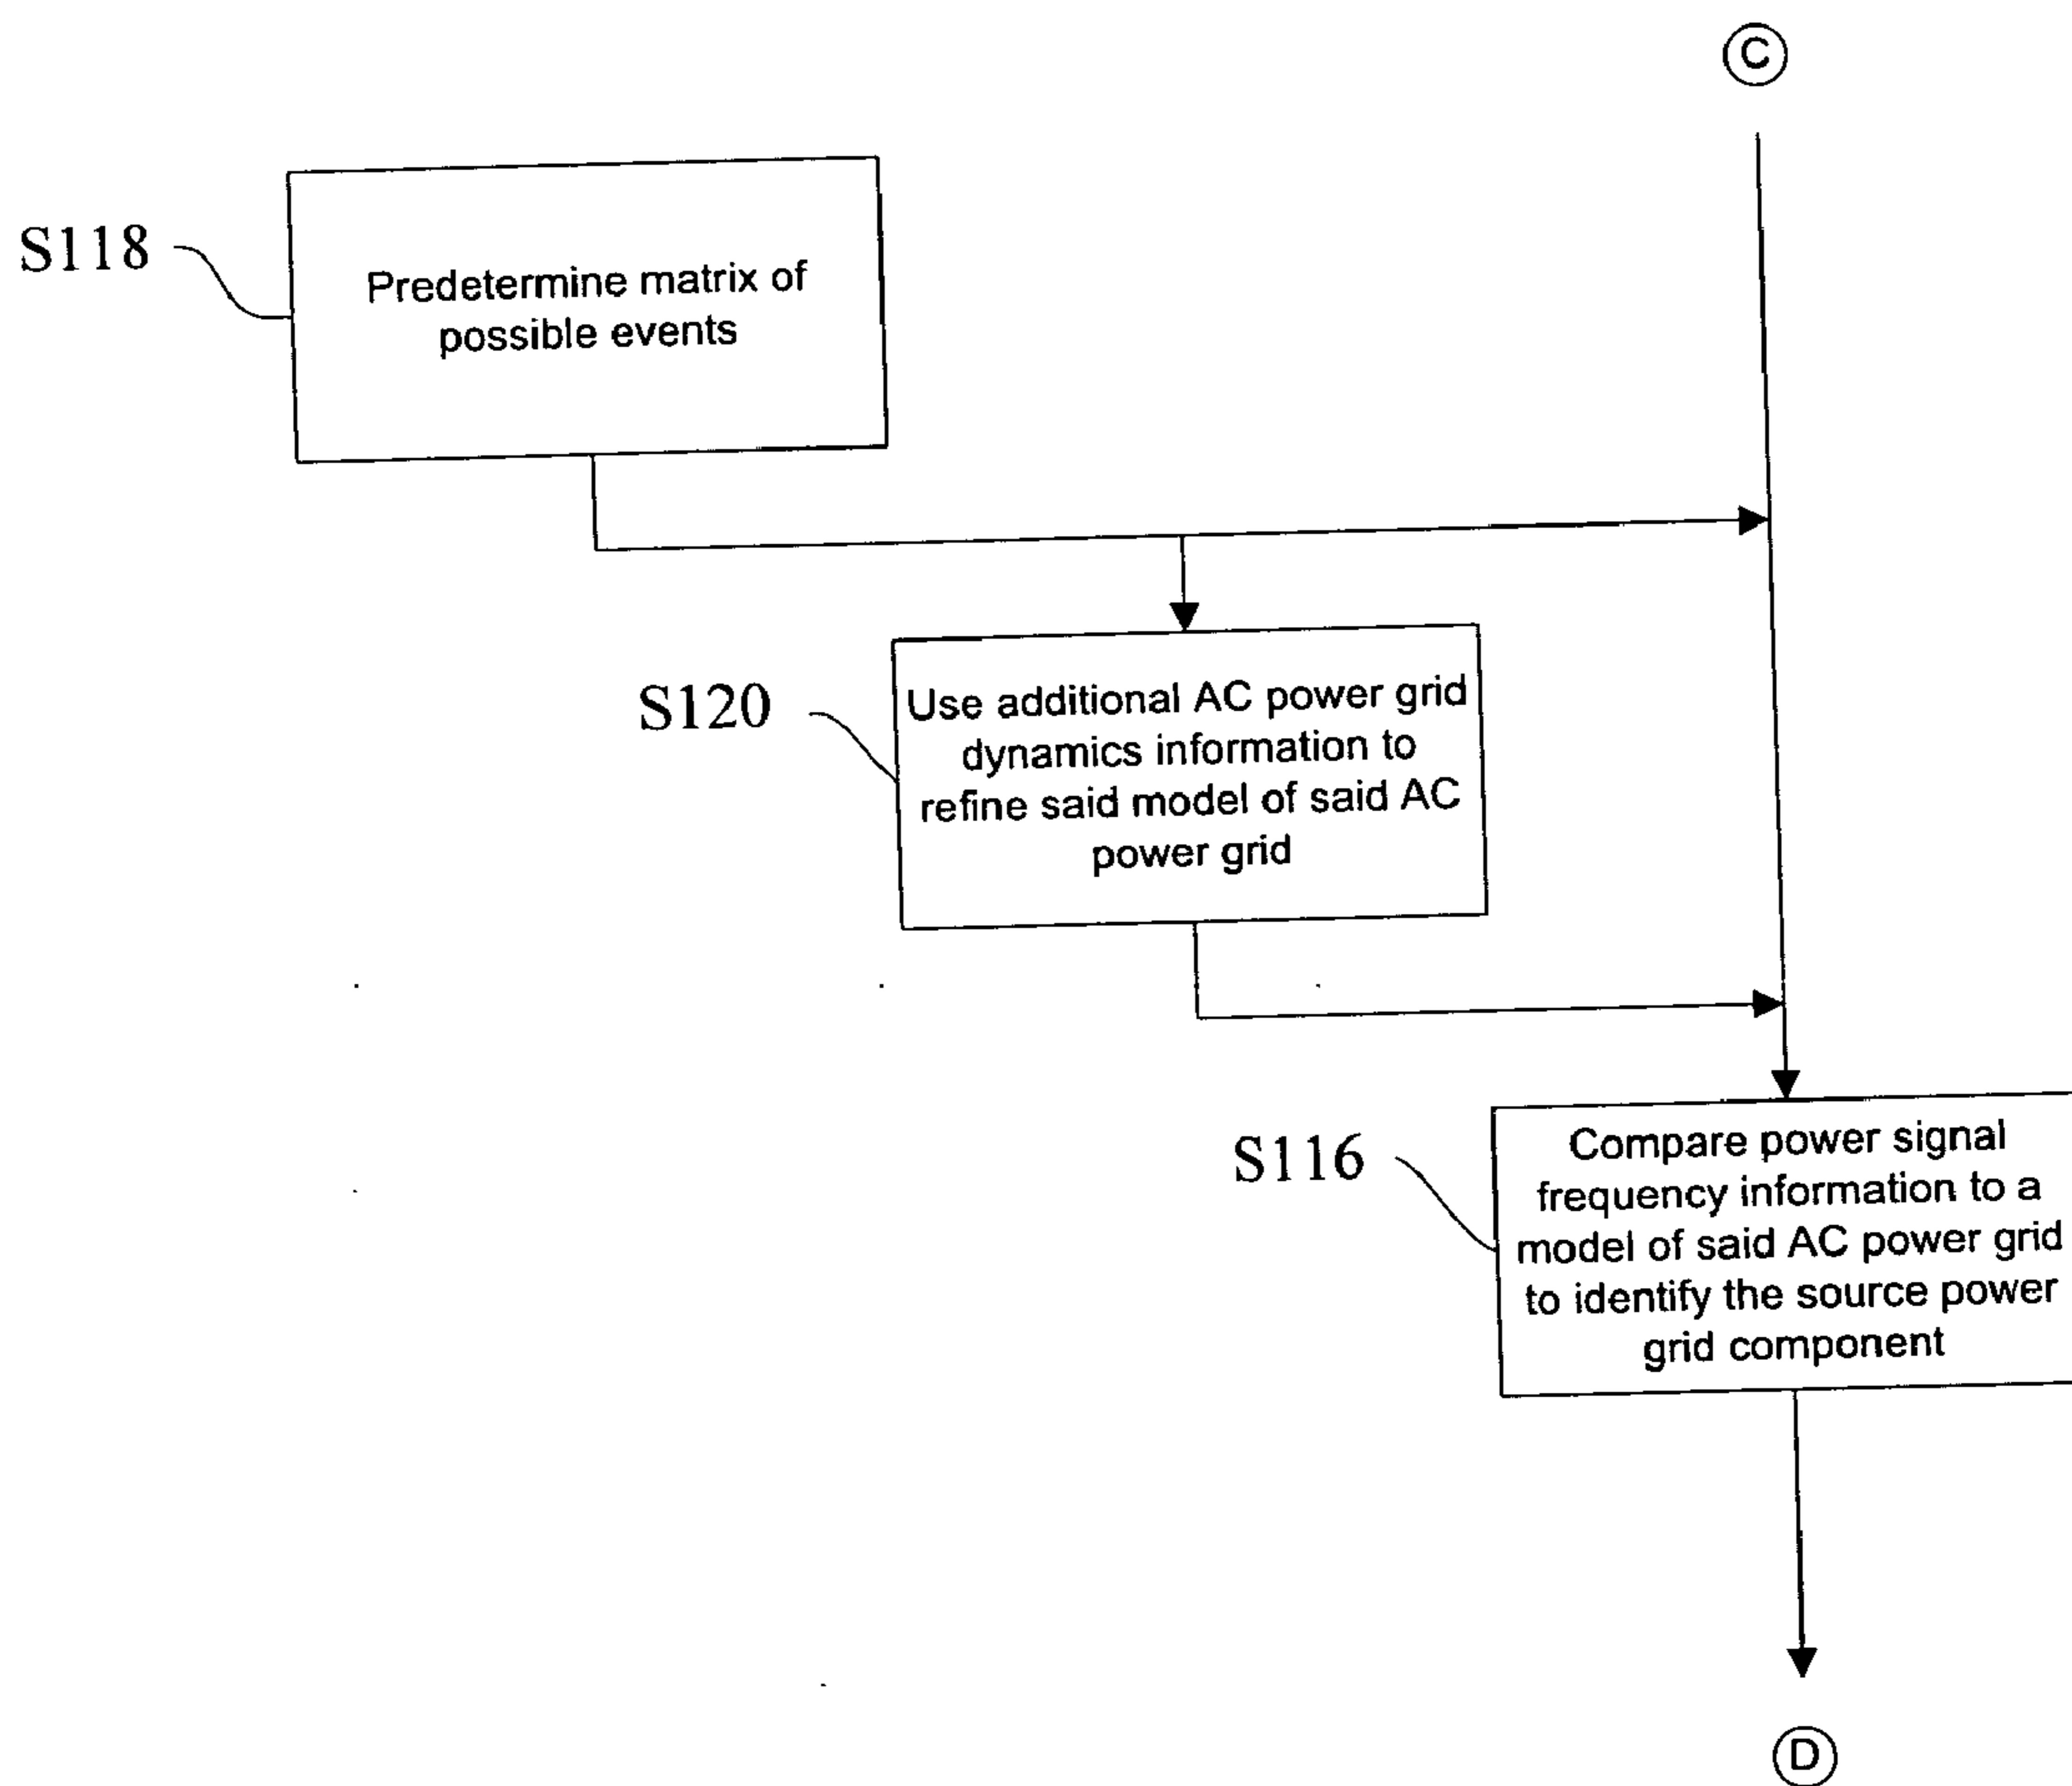 C
S118
Predetermine matrix of
possible events
S120
Use additional AC power grid
dynamics information to
refine said model of said AC
power grid
S116
Compare power signal
frequency information to a
model of said AC power grid
to identify the source power
grid component
D